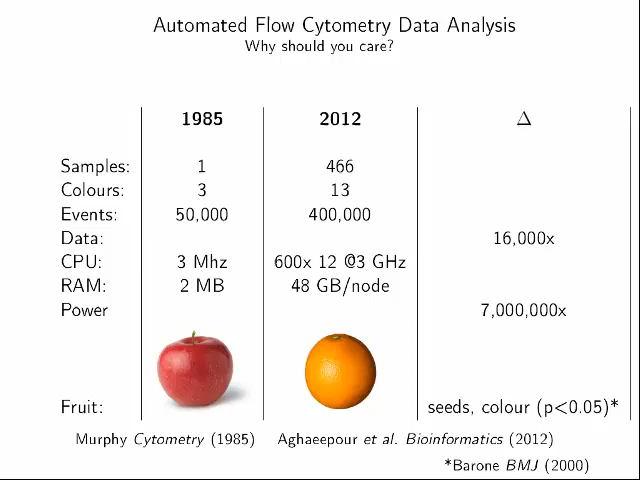 Automated Flow Cytometry Data Analysis
Why should you care?
1985 2012 Δ
Samples: 1 466
Colours: 3 13
Events: 50,000 400,000
Data: 16,000x
CPU: 3 Mhz 600x 12 @3 GHz
RAM: 2 MB 48 GB/node
Power 7,000,000x
Fruit: seeds, colour (p<0.05)*
Murphy Cytometry (1985) Aghaeepour et al. Bioinformatics (2012)
*Barone BMJ (2000)